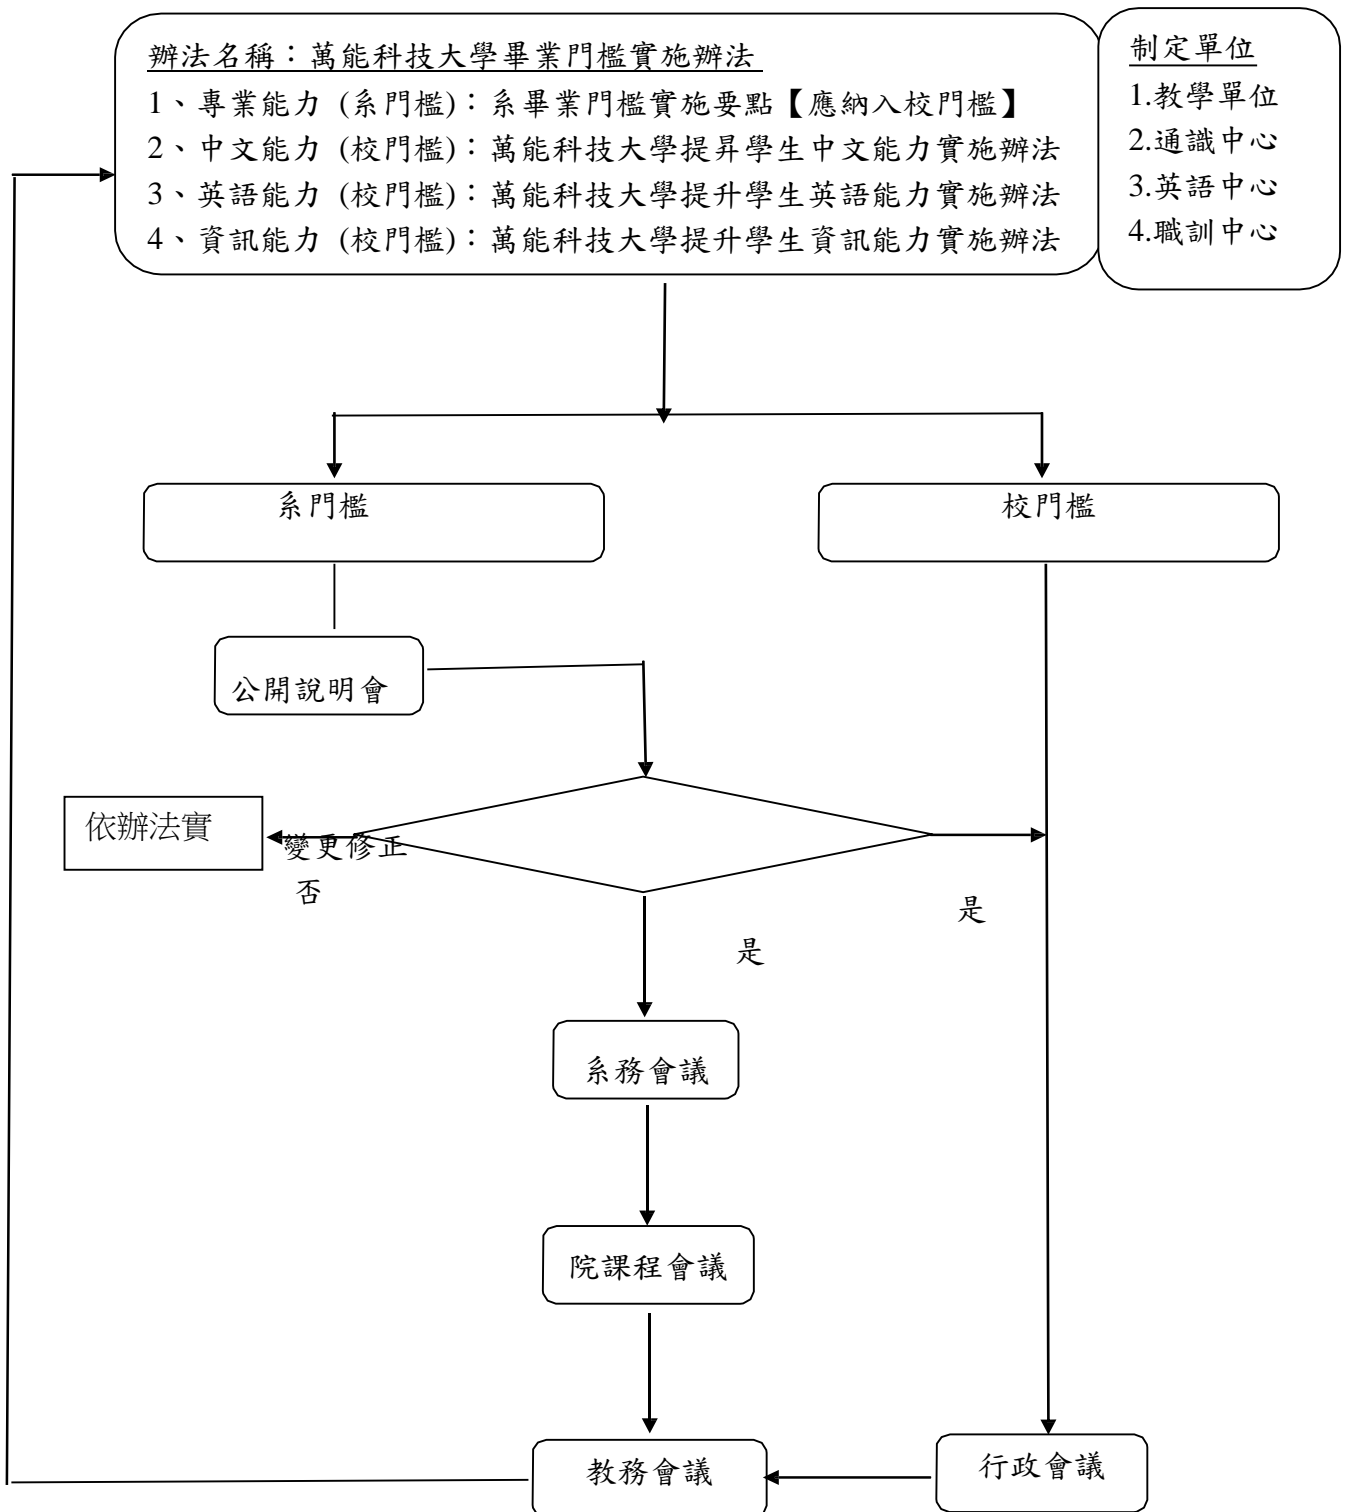 辦法名稱：萬能科技大學畢業門檻實施辦法
1、專業能力 (系門檻)：系畢業門檻實施要點【應納入校門檻】
2、中文能力 (校門檻)：萬能科技大學提昇學生中文能力實施辦法
3、英語能力 (校門檻)：萬能科技大學提升學生英語能力實施辦法
4、資訊能力 (校門檻)：萬能科技大學提升學生資訊能力實施辦法
制定單位
1.教學單位
2.通識中心
3.英語中心
4.職訓中心
系門檻
校門檻
公開說明會
依辦法實
變更修正
否
是
是
系務會議
院課程會議
教務會議
行政會議